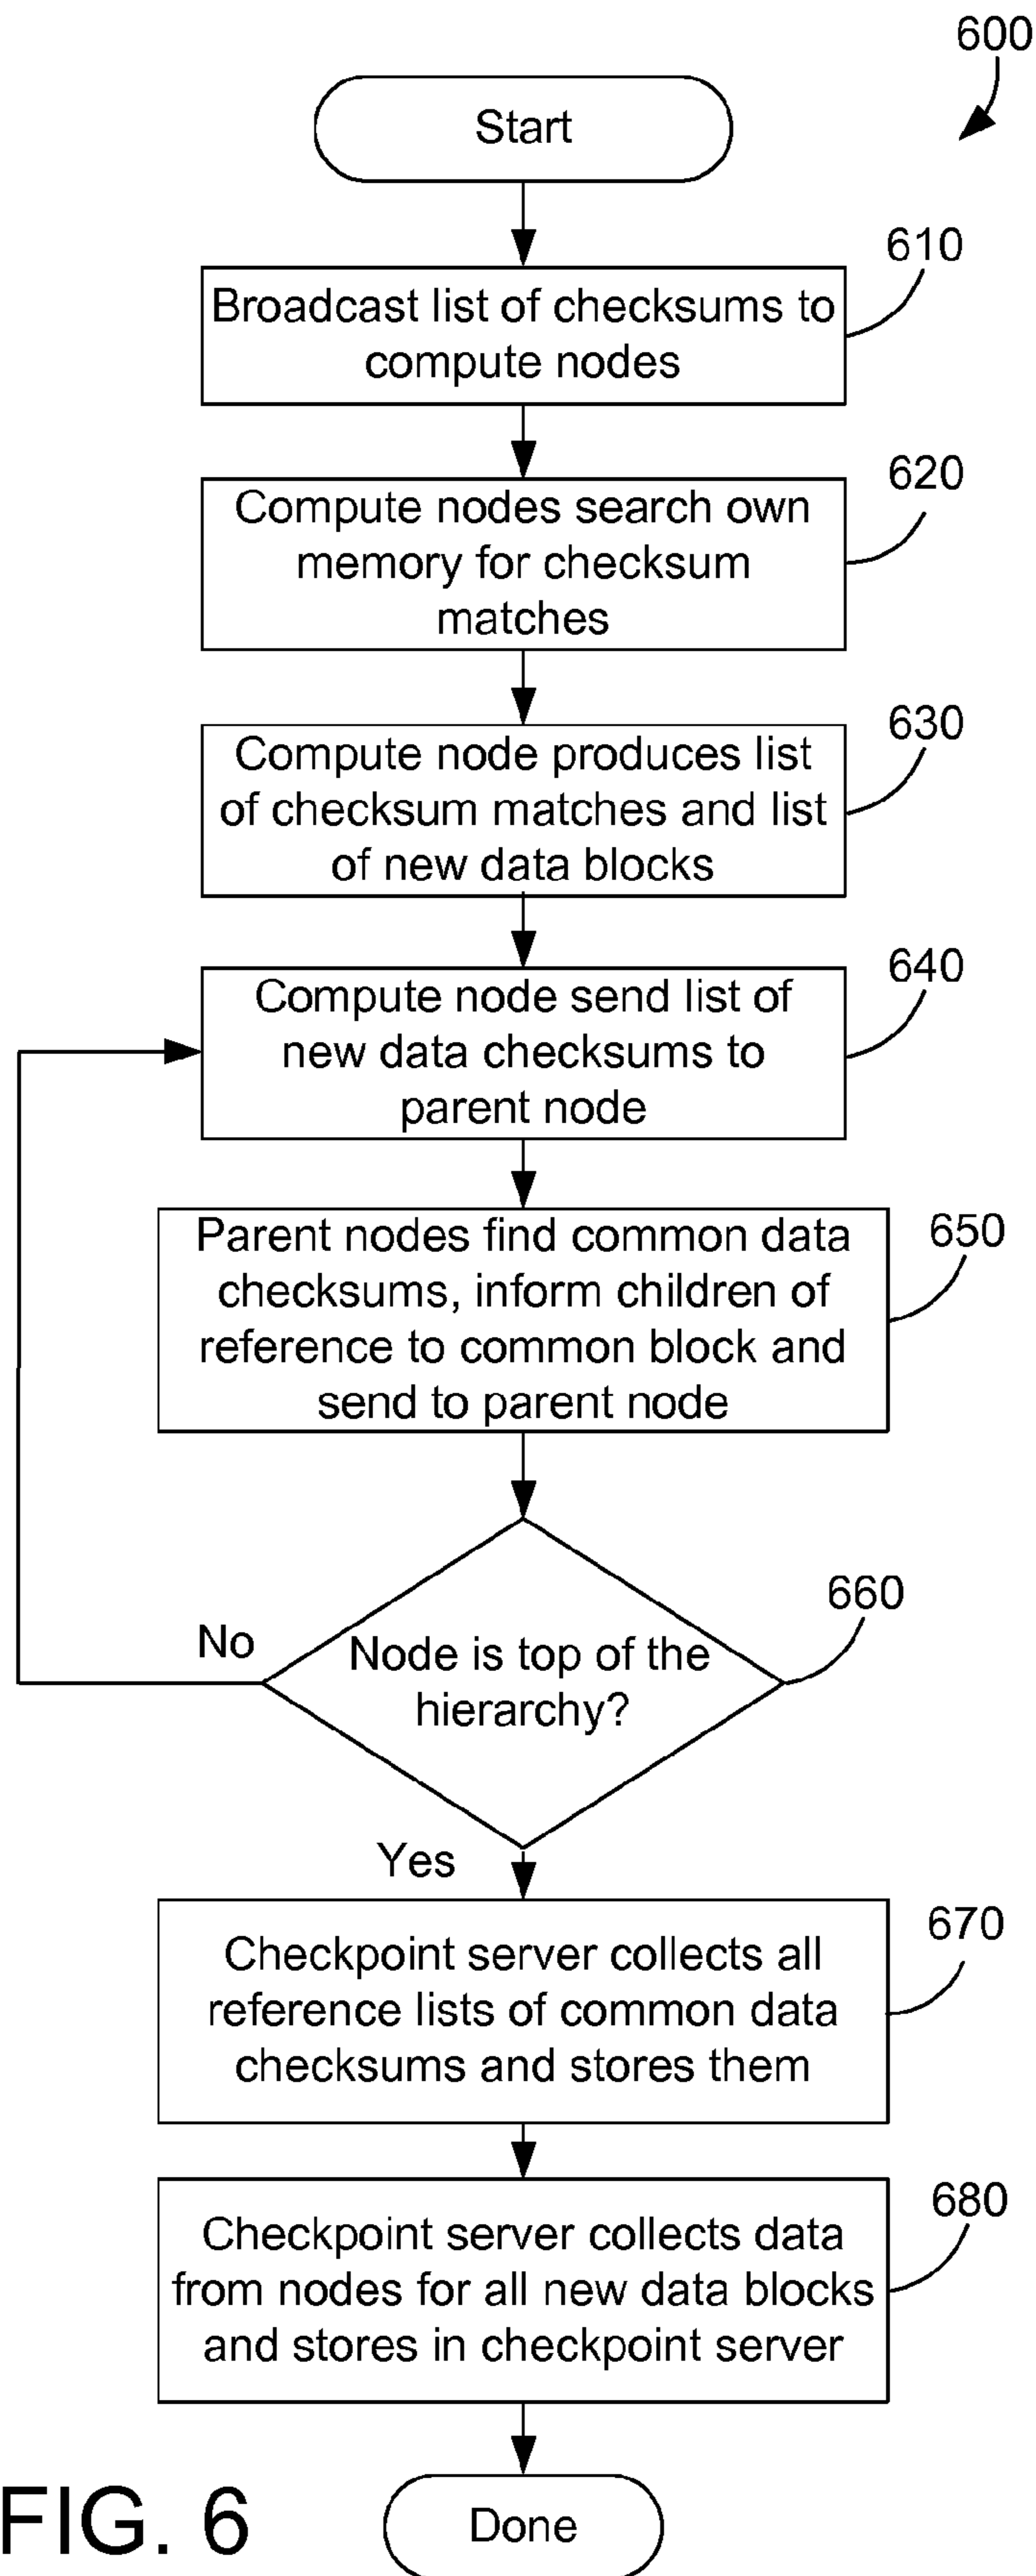 600
Start
610
Broadcast list of checksums to
compute nodes
620
Compute nodes search own
memory for checksum
matches
630
Compute node produces list
of checksum matches and list
of new data blocks
640
Compute node send list of
new data checksums to
parent node
650
Parent nodes find common data
checksums, inform children of
reference to common block and
send to parent node
660
No
Node is top of the
hierarchy?
Yes
670
Checkpoint server collects all
reference lists of common data
checksums and stores them
680
Checkpoint server collects data
from nodes for all new data blocks
and stores in checkpoint server
FIG. 6
Done